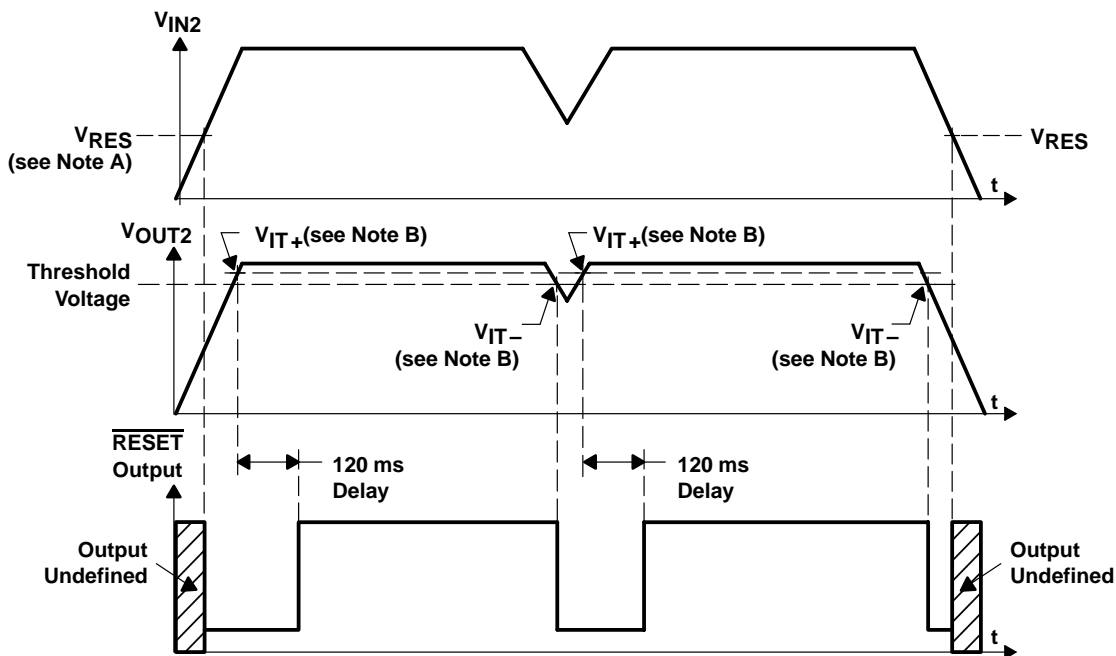 VIN2
VRES
(see Note A)
VRES
t
VOUT2
VIT+(see Note B)
VIT+(see Note B)
Threshold
Voltage
VIT−
(see Note B)
VIT−
(see Note B)
t
RESET
Output
120 ms
Delay
120 ms
Delay
Output
Undefined
Output
Undefined
t